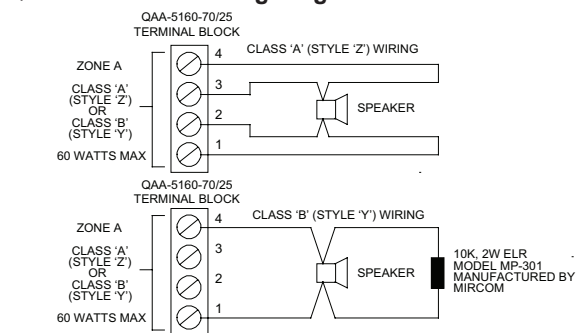 QAA-5160-70/25
TERMINAL BLOCK
CLASS ‘A’ (STYLE ‘Z’) WIRING
ZONE A
CLASS ‘A’
(STYLE ‘Z’)
OR
CLASS ‘B’
(STYLE ‘Y’)
60 WATTS MAX
4
3
2
1
SPEAKER
QAA-5160-70/25
TERMINAL BLOCK
CLASS ‘B’ (STYLE ‘Y’) WIRING
ZONE A
CLASS ‘A’
(STYLE ‘Z’)
OR
CLASS ‘B’
(STYLE ‘Y’)
60 WATTS MAX
4
3
2
1
SPEAKER
10K, 2W ELR
MODEL MP-301
MANUFACTURED BY
MIRCOM